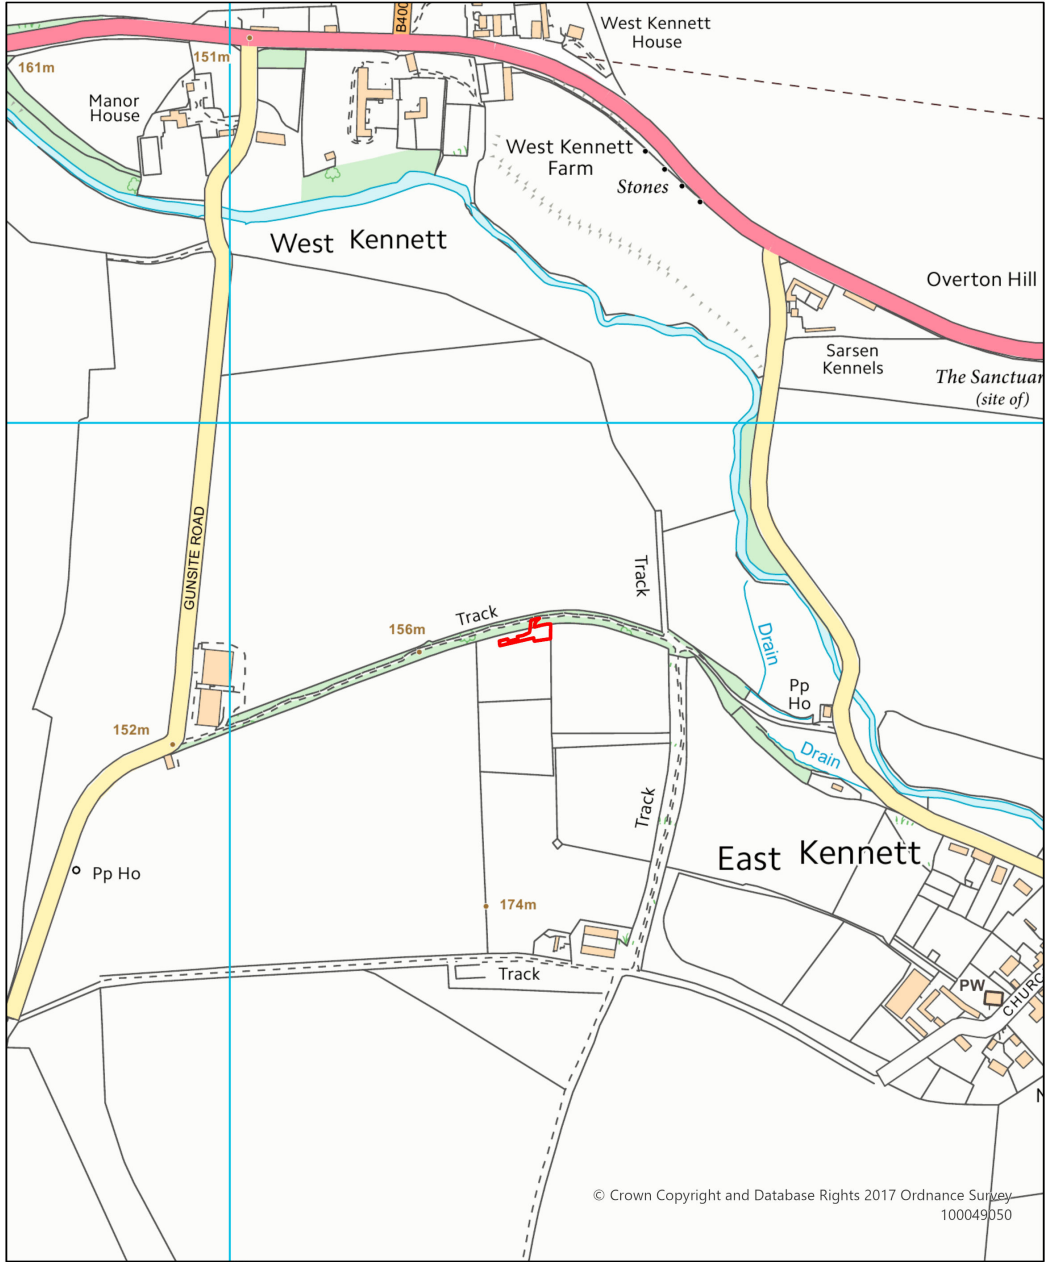 B400
West Kennett
House
161m
151m
Manor
House
West Kennett
Farm
Stones
West Kennett
Overton Hill
Sarsen
Kennels
The Sanctuar
(site of)
GUNSITE ROAD
Track
Track
156m
Drain
Pp
Ho
152m
Drain
Track
East Kennett
Pp Ho
174m
Track
PW
CHURC
N
© Crown Copyright and Database Rights 2017 Ordnance Survey
100049050